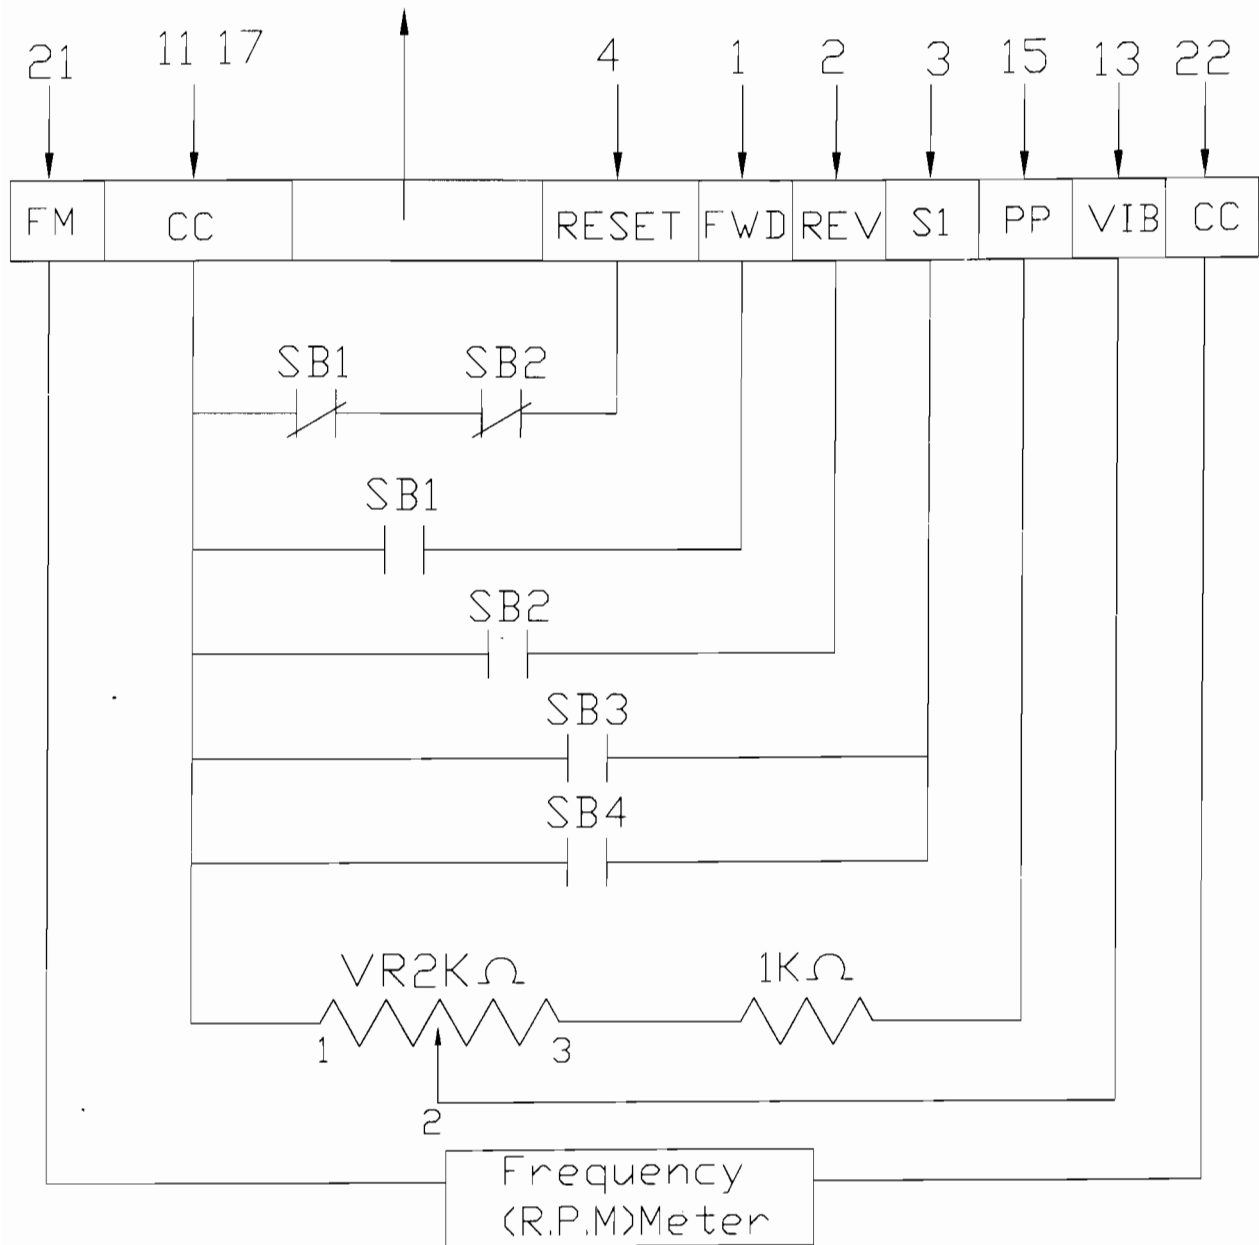 21 11 17 4 1 2 3 15 13 22
FM CC RESET FWD REV S1 PP VIB CC
SB1 SB2
SB1
SB2
SB3
SB4
VR2KΩ 1KΩ
1 3
2
Frequency
(R.P.M)Meter